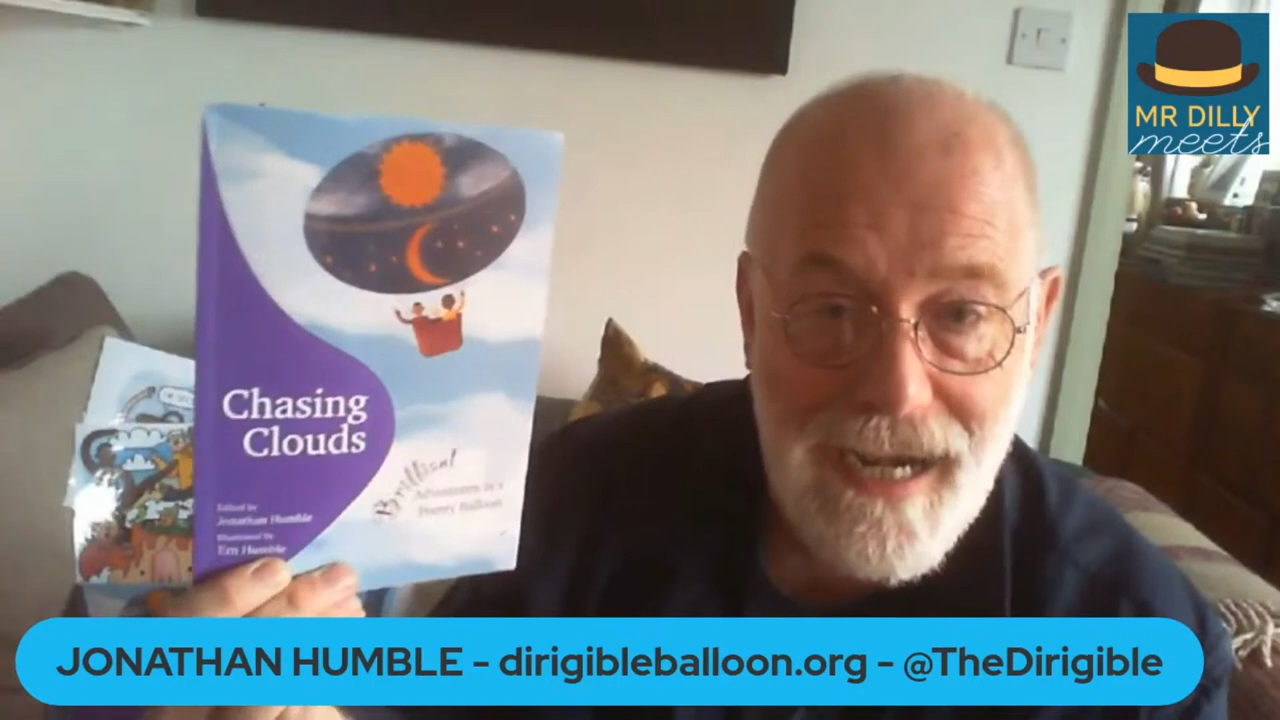 MR DILLY
meets
Chasing
Clouds
Brilliant
Adventures in a
Poetry Balloon
Edited by
Jonathan Humble
Illustrated by
Em Humble
JONATHAN HUMBLE - dirigibleballoon.org - @TheDirigible